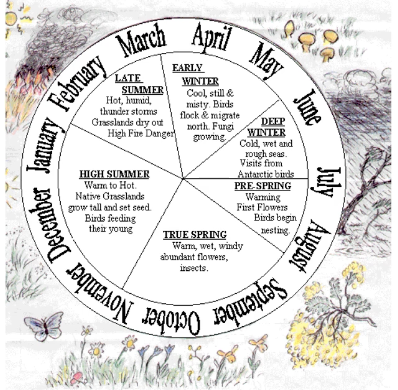 January
February
March
April
May
June
July
August
September
October
November
December
LATE
SUMMER
Hot, humid,
thunder storms
Grasslands dry out
High Fire Danger
EARLY
WINTER
Cool, still &
misty. Birds
flock & migrate
north. Fungi
growing.
DEEP
WINTER
Cold, wet and
rough seas.
Visits from
Antarctic birds
PRE-SPRING
Warming
First Flowers
Birds begin
nesting.
TRUE SPRING
Warm, wet, windy
abundant flowers,
insects.
HIGH SUMMER
Warm to Hot.
Native Grasslands
grow tall and set seed.
Birds feeding
their young